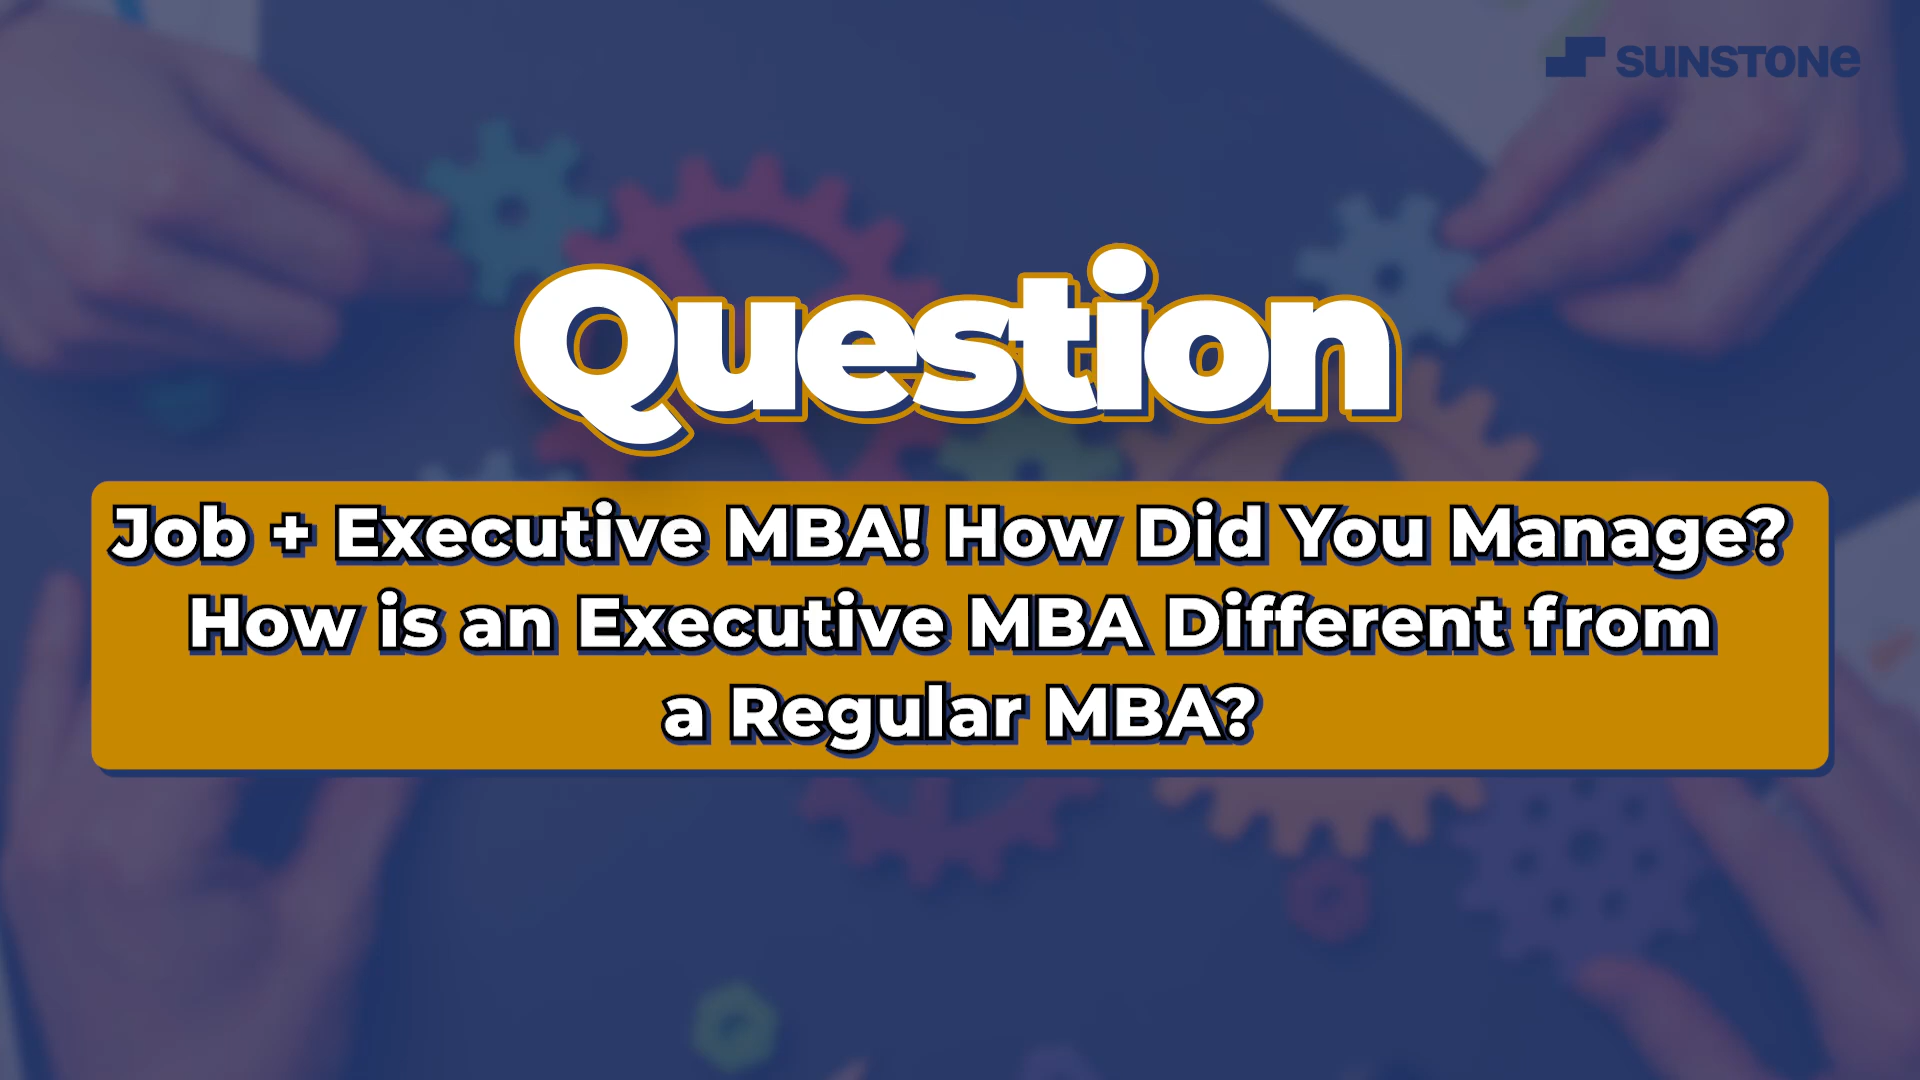 SUNSTONE
Question
Job + Executive MBA! How Did You Manage?
How is an Executive MBA Different from
a Regular MBA?